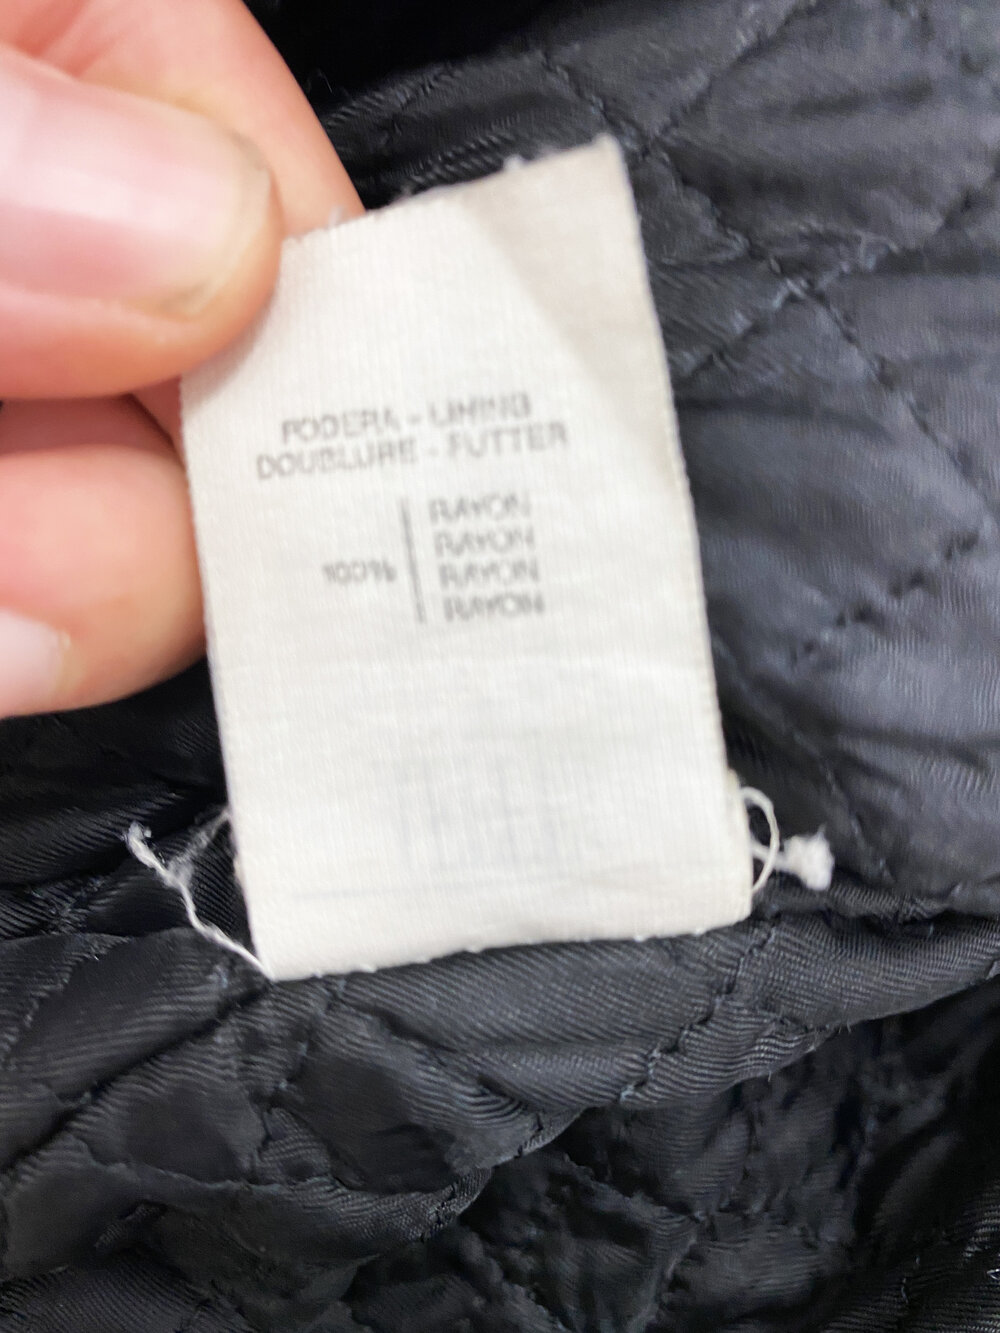 FODERA - LINING
DOUBLURE - FUTTER
RAYON
RAYON
100% RAYON
RAYON